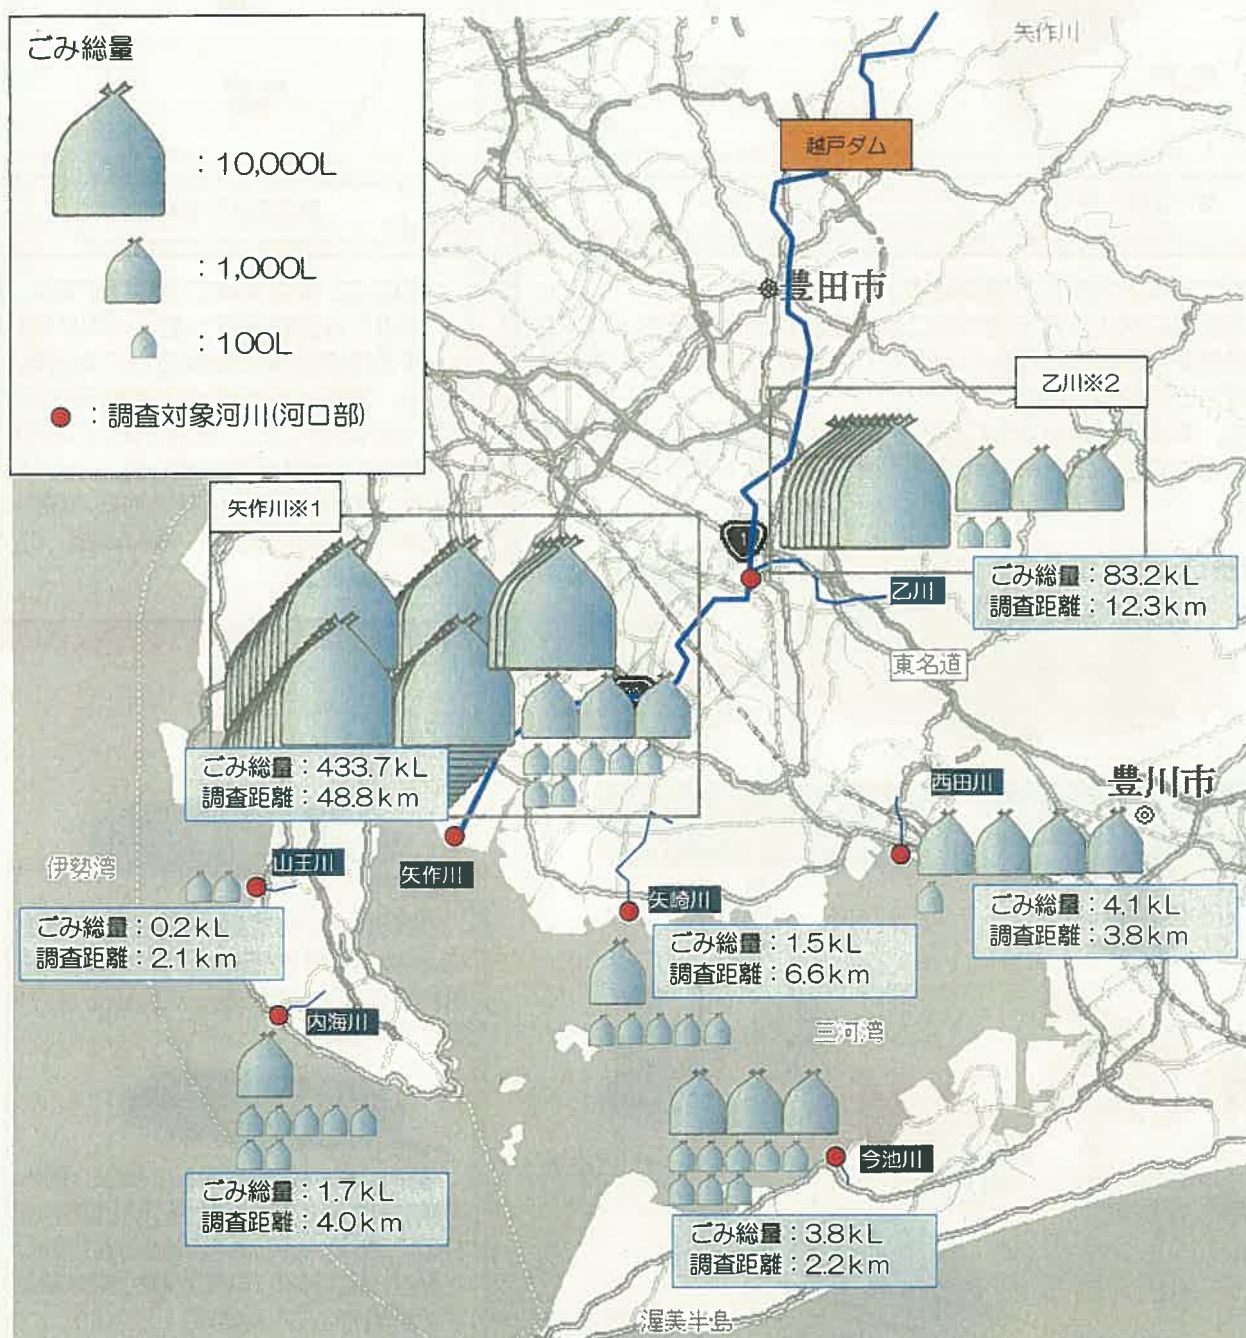 ごみ総量
：10,000L
：1,000L
：100L
：調査対象河川(河口部)
矢作川
越戸ダム
豊田市
乙川※2
矢作川※1
1
乙川
ごみ総量：83.2kL
調査距離：12.3km
東名道
ごみ総量：433.7kL
調査距離：48.8km
西田川
豊川市
伊勢湾
山王川
矢作川
矢崎川
ごみ総量：0.2kL
調査距離：2.1km
ごみ総量：1.5kL
調査距離：6.6km
ごみ総量：4.1kL
調査距離：3.8km
内海川
三河湾
今池川
ごみ総量：1.7kL
調査距離：4.0km
ごみ総量：3.8kL
調査距離：2.2km
渥美半島